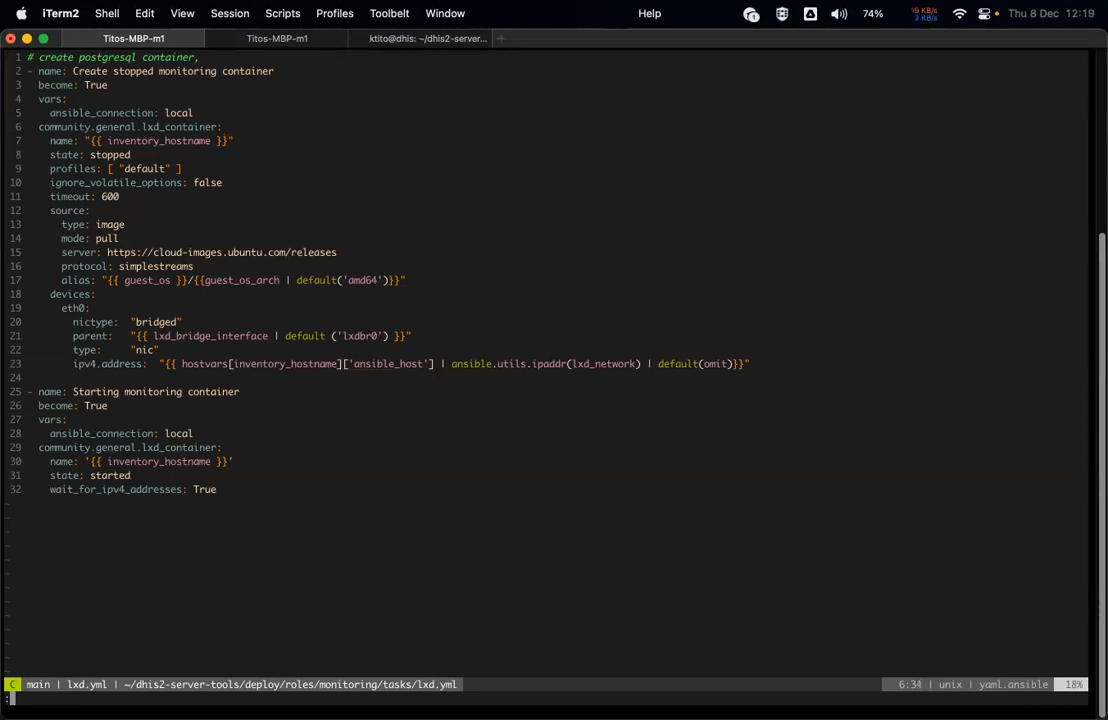 iTerm2 Shell Edit View Session Scripts Profiles Toolbelt Window Help 1 74% 19 KB/s 3 KB/s Thu 8 Dec 12:19
Titos-MBP-m1 Titos-MBP-m1 ktito@dhis: ~/dhis2-server... +
1 # create postgresql container,
2 - name: Create stopped monitoring container
3   become: True
4   vars:
5     ansible_connection: local
6   community.general.lxd_container:
7     name: "{{ inventory_hostname }}"
8     state: stopped
9     profiles: [ "default" ]
10     ignore_volatile_options: false
11     timeout: 600
12     source:
13       type: image
14       mode: pull
15       server: https://cloud-images.ubuntu.com/releases
16       protocol: simplestreams
17       alias: "{{ guest_os }}/{{guest_os_arch | default('amd64')}}"
18     devices:
19       eth0:
20         nictype:  "bridged"
21         parent:   "{{ lxd_bridge_interface | default ('lxdbr0') }}"
22         type:     "nic"
23         ipv4.address:  "{{ hostvars[inventory_hostname]['ansible_host'] | ansible.utils.ipaddr(lxd_network) | default(omit)}}"
24
25 - name: Starting monitoring container
26   become: True
27   vars:
28     ansible_connection: local
29   community.general.lxd_container:
30     name: '{{ inventory_hostname }}'
31     state: started
32     wait_for_ipv4_addresses: True
~
~
~
~
~
~
~
~
~
~
~
~
~
C main | lxd.yml | ~/dhis2-server-tools/deploy/roles/monitoring/tasks/lxd.yml 6:34 | unix | yaml.ansible 18%
: